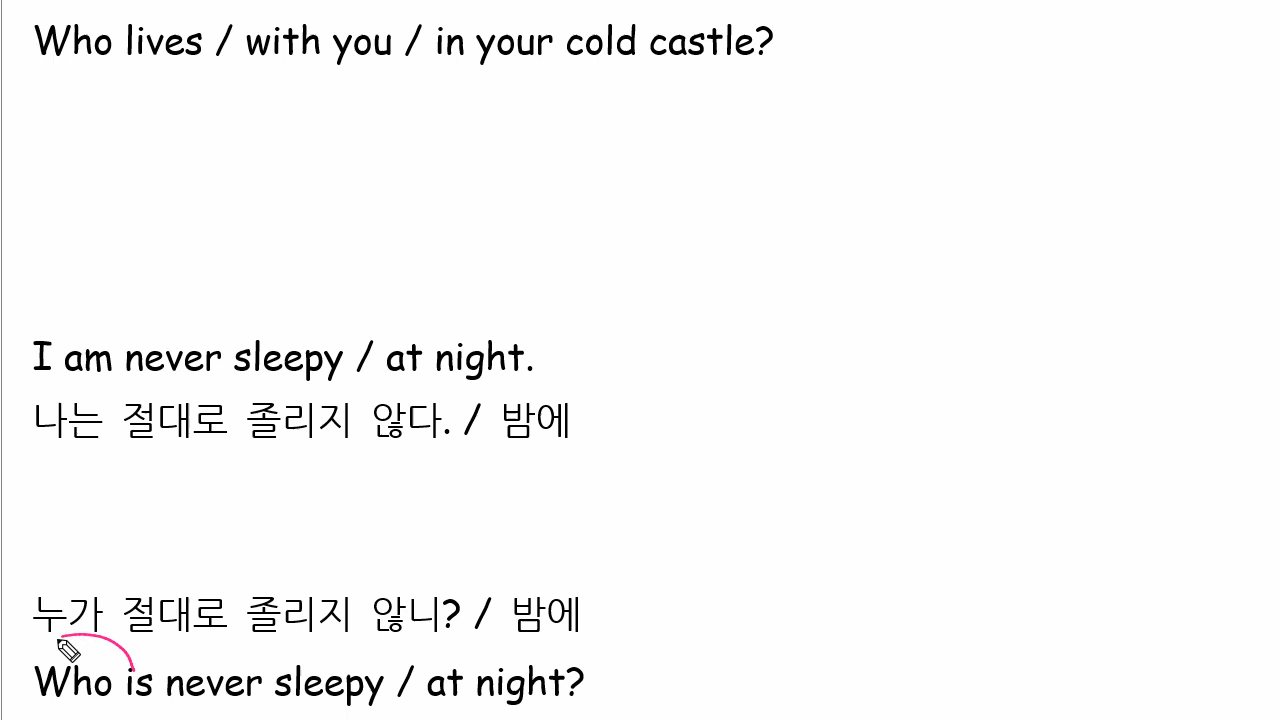 Who lives / with you / in your cold castle?
I am never sleepy / at night.
나는 절대로 졸리지 않다. / 밤에
누가 절대로 졸리지 않니? / 밤에
Who is never sleepy / at night?